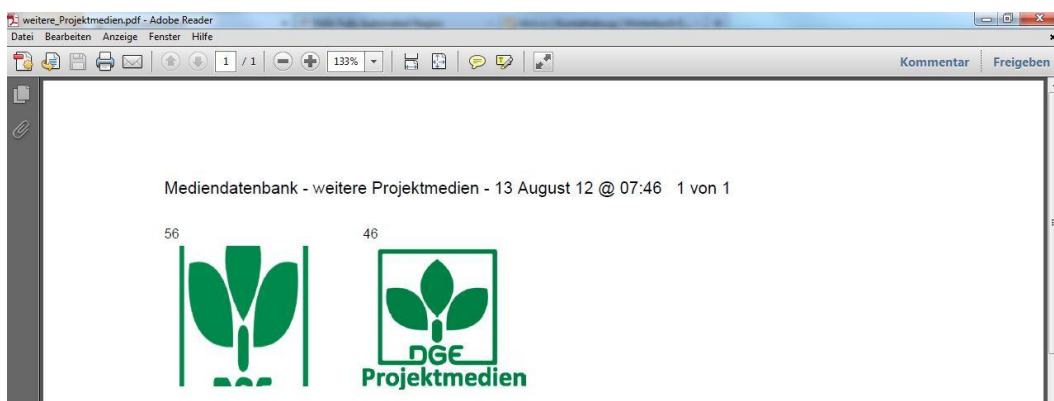 weitere_Projektmedien.pdf - Adobe Reader
Datei Bearbeiten Anzeige Fenster Hilfe
1 / 1 133% Kommentar Freigeben
Mediendatenbank - weitere Projektmedien - 13 August 12 @ 07:46 1 von 1
56 46
DGE
Projektmedien